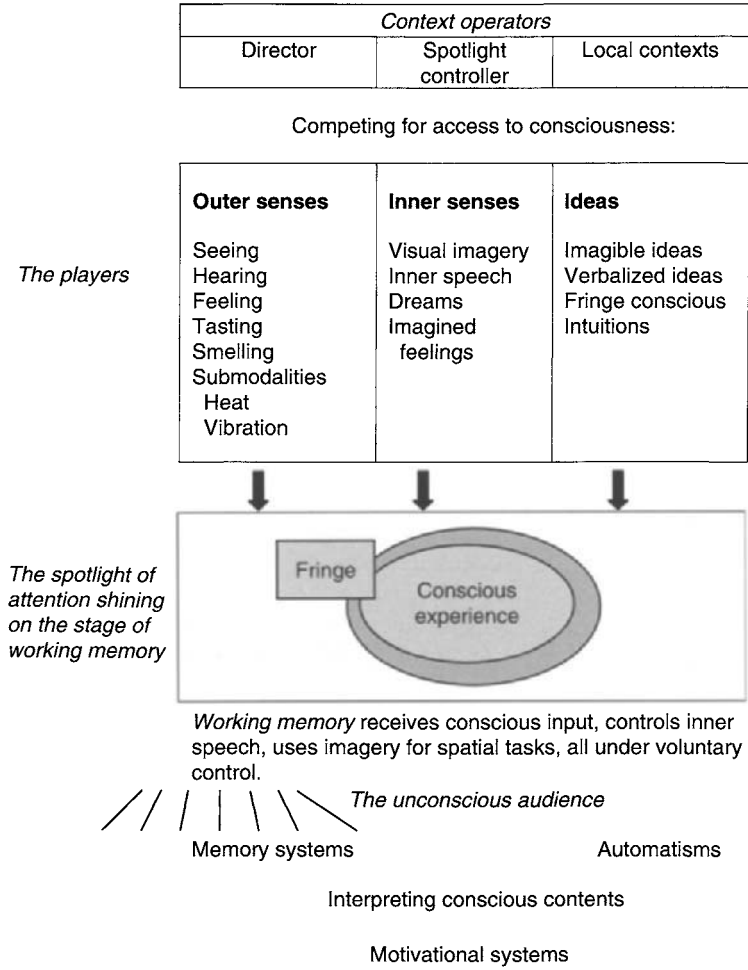 Context operators
Director
Spotlight
controller
Local contexts
Competing for access to consciousness:
The players
Outer senses
Seeing
Hearing
Feeling
Tasting
Smelling
Submodalities
Heat
Vibration
Inner senses
Visual imagery
Inner speech
Dreams
Imagined
feelings
Ideas
Imagible ideas
Verbalized ideas
Fringe conscious
Intuitions
The spotlight of
attention shining
on the stage of
working memory
Fringe
Conscious
experience
Working memory receives conscious input, controls inner
speech, uses imagery for spatial tasks, all under voluntary
control.
The unconscious audience
Memory systems
Automatisms
Interpreting conscious contents
Motivational systems